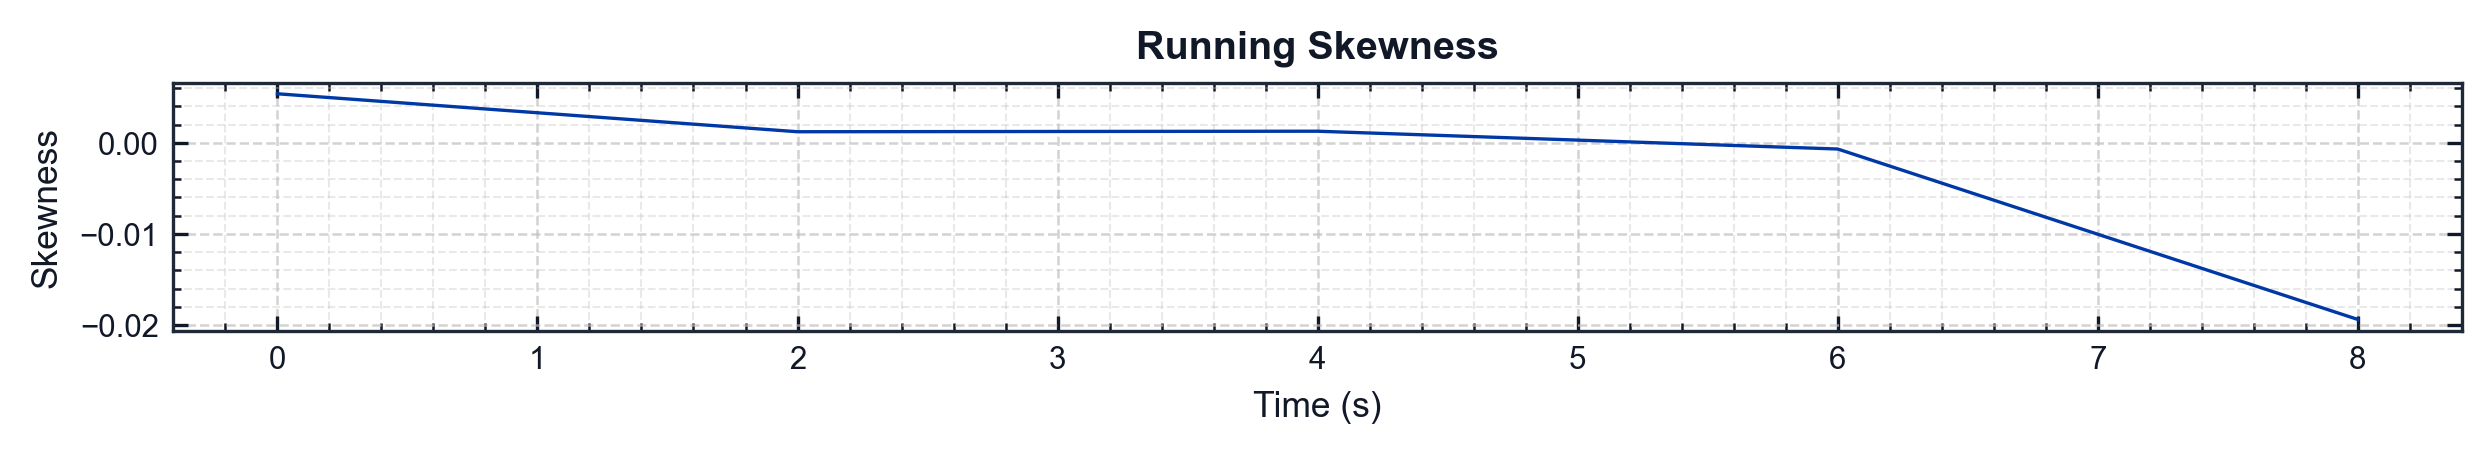 Running Skewness
Skewness
0.00
−0.01
−0.02
0 1 2 3 4 5 6 7 8
Time (s)